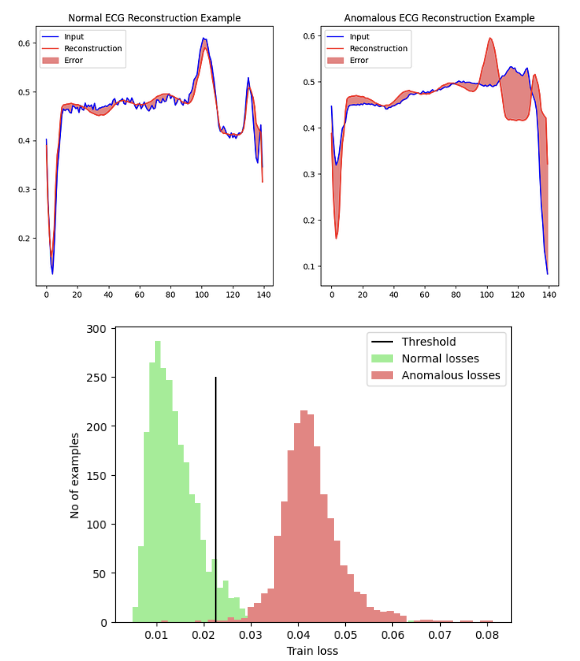 Normal ECG Reconstruction Example
Input
Reconstruction
Error
0.6
0.5
0.4
0.3
0.2
0 20 40 60 80 100 120 140
Anomalous ECG Reconstruction Example
Input
Reconstruction
Error
0.6
0.5
0.4
0.3
0.2
0.1
0 20 40 60 80 100 120 140
Threshold
Normal losses
Anomalous losses
No of examples
300
250
200
150
100
50
0
0.01 0.02 0.03 0.04 0.05 0.06 0.07 0.08
Train loss